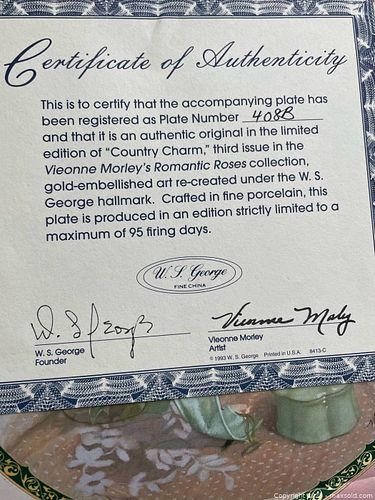 Certificate of Authenticity
This is to certify that the accompanying plate has
been registered as Plate Number 408B
and that it is an authentic original in the limited
edition of "Country Charm," third issue in the
Vieonne Morley's Romantic Roses collection,
gold-embellished art re-created under the W. S.
George hallmark. Crafted in fine porcelain, this
plate is produced in an edition strictly limited to a
maximum of 95 firing days.
W. S. George
FINE CHINA
W. S. George
Founder
Vieonne Morley
Artist
© 1993 W. S. George Printed in U.S.A. 8413-C
maxsold.com